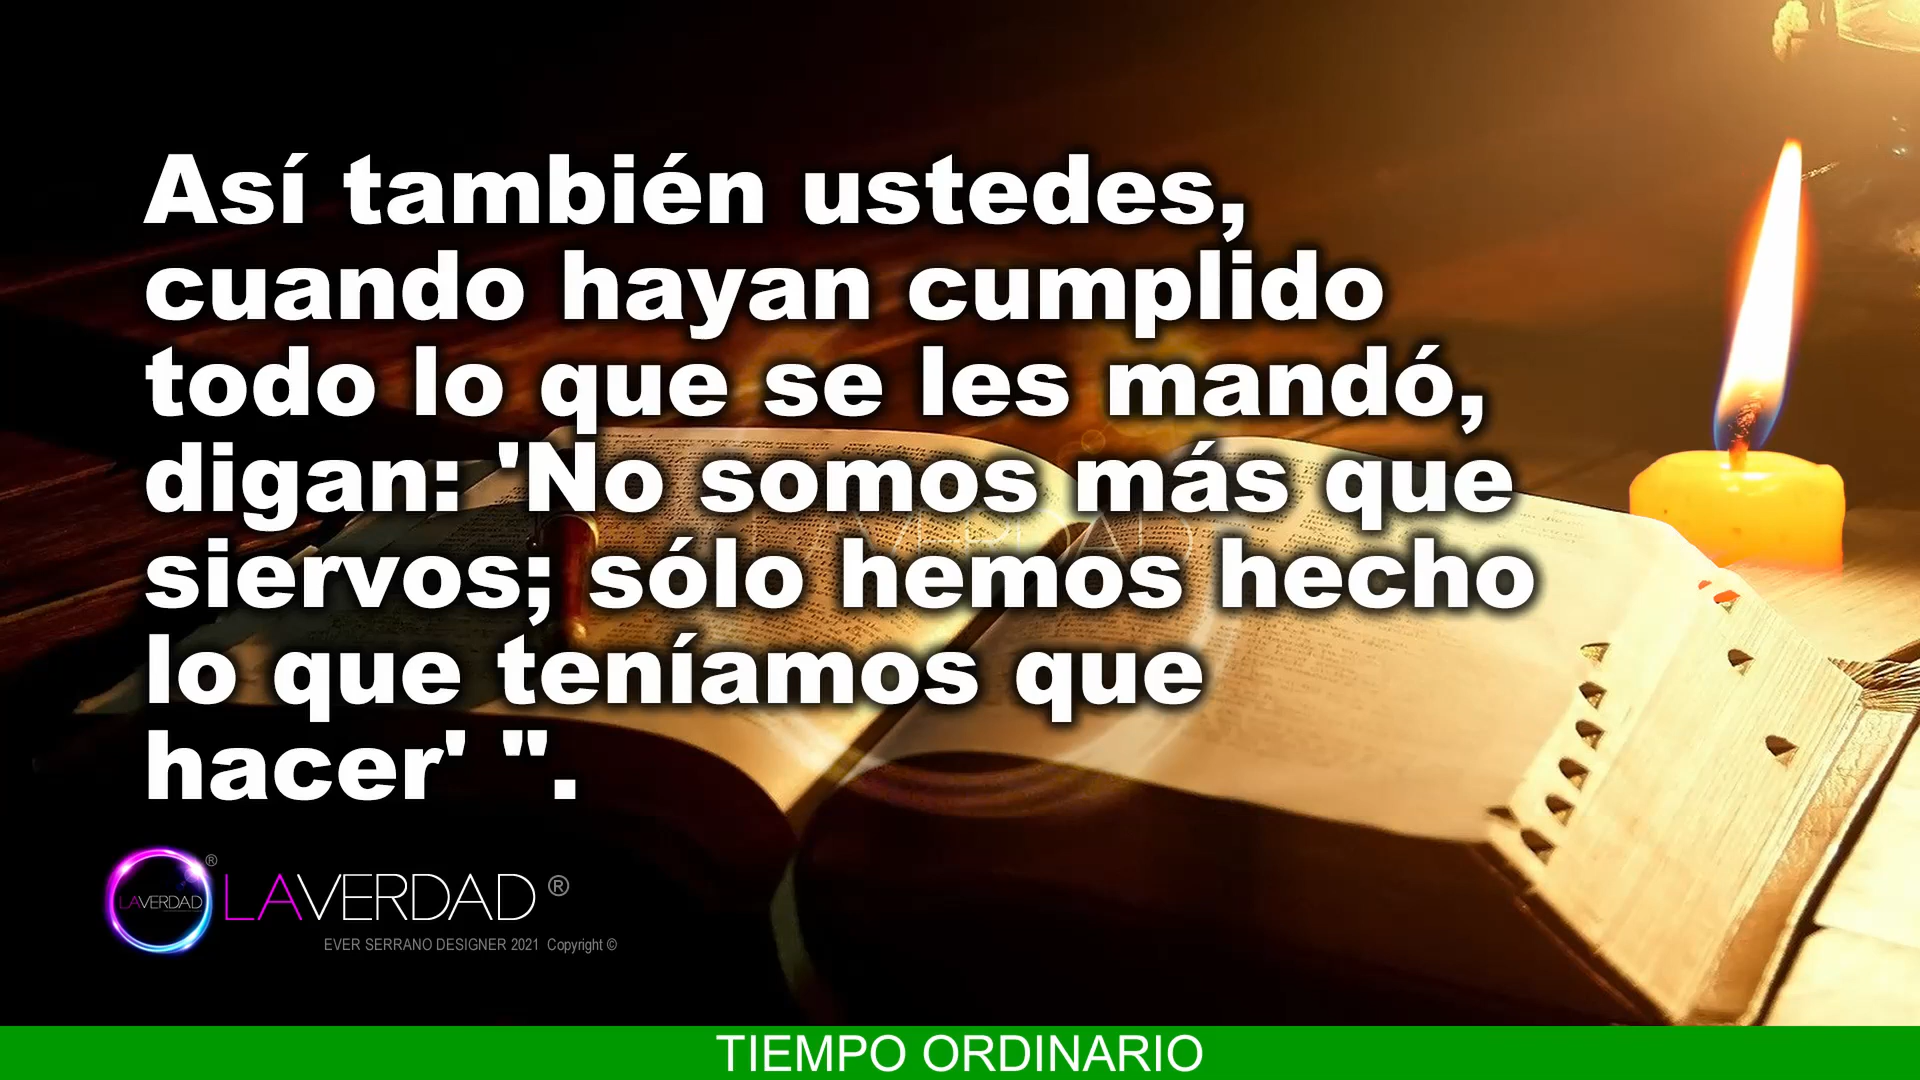 Así también ustedes,
cuando hayan cumplido
todo lo que se les mandó,
digan: 'No somos más que
siervos; sólo hemos hecho
lo que teníamos que
hacer' ".
LAVERDAD ®
LAVERDAD ®
EVER SERRANO DESIGNER 2021 Copyright ©
TIEMPO ORDINARIO